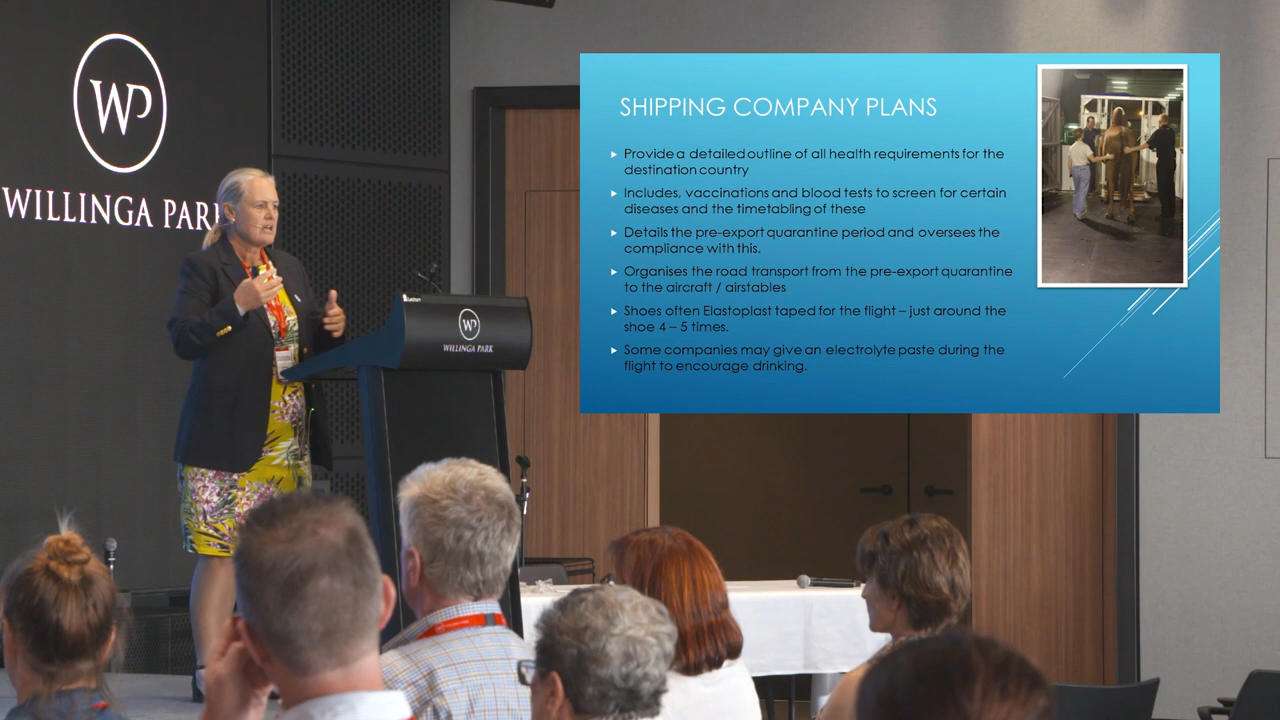 WP
WILLINGA PARK
WP
WILLINGA PARK
SHIPPING COMPANY PLANS
Provide a detailed outline of all health requirements for the
destination country
Includes, vaccinations and blood tests to screen for certain
diseases and the timetabling of these
Details the pre-export quarantine period and oversees the
compliance with this.
Organises the road transport from the pre-export quarantine
to the aircraft / airstables
Shoes often Elastoplast taped for the flight – just around the
shoe 4 – 5 times.
Some companies may give an electrolyte paste during the
flight to encourage drinking.